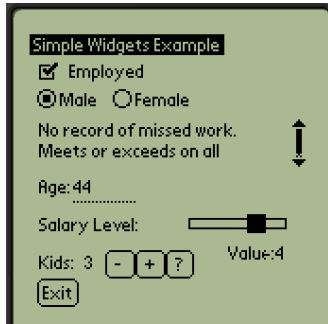 Simple Widgets Example
Employed
Male Female
No record of missed work.
Meets or exceeds on all
Age: 44
Salary Level:
Value:4
Kids: 3 - + ?
Exit